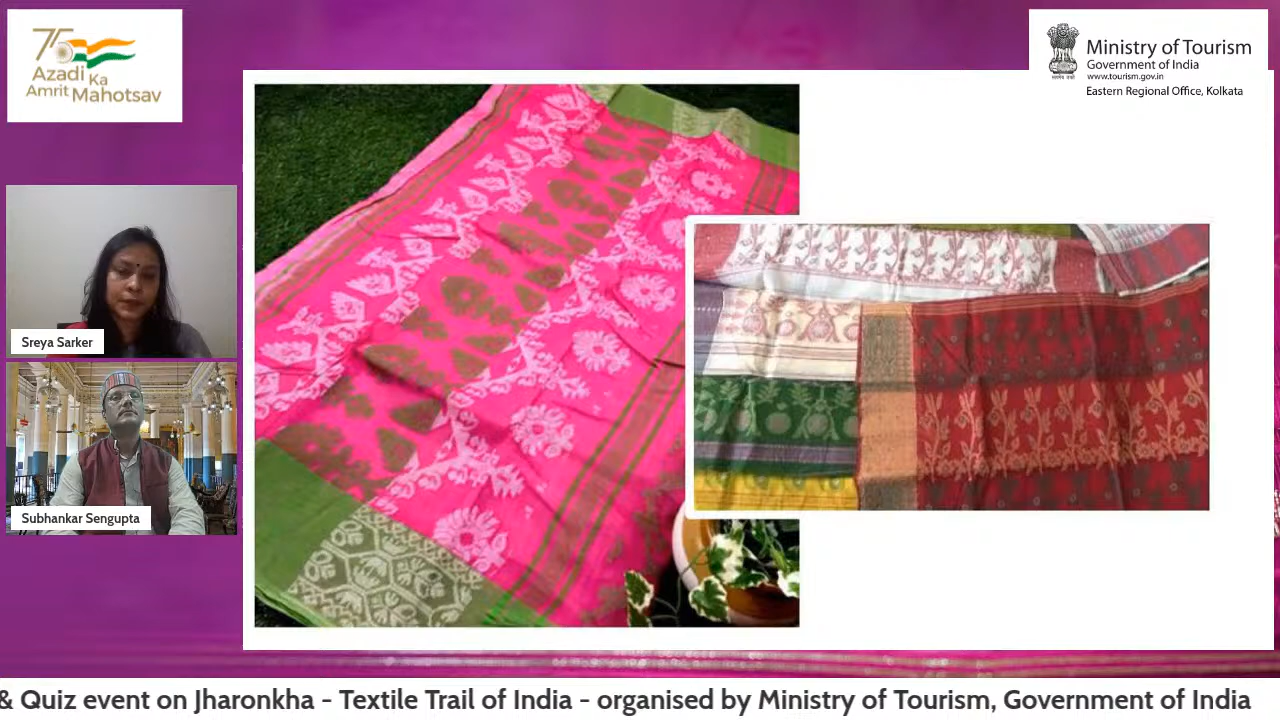 75
Azadi Ka
Amrit Mahotsav
Ministry of Tourism
Government of India
www.tourism.gov.in
Eastern Regional Office, Kolkata
Sreya Sarker
Subhankar Sengupta
& Quiz event on Jharonkha - Textile Trail of India - organised by Ministry of Tourism, Government of India